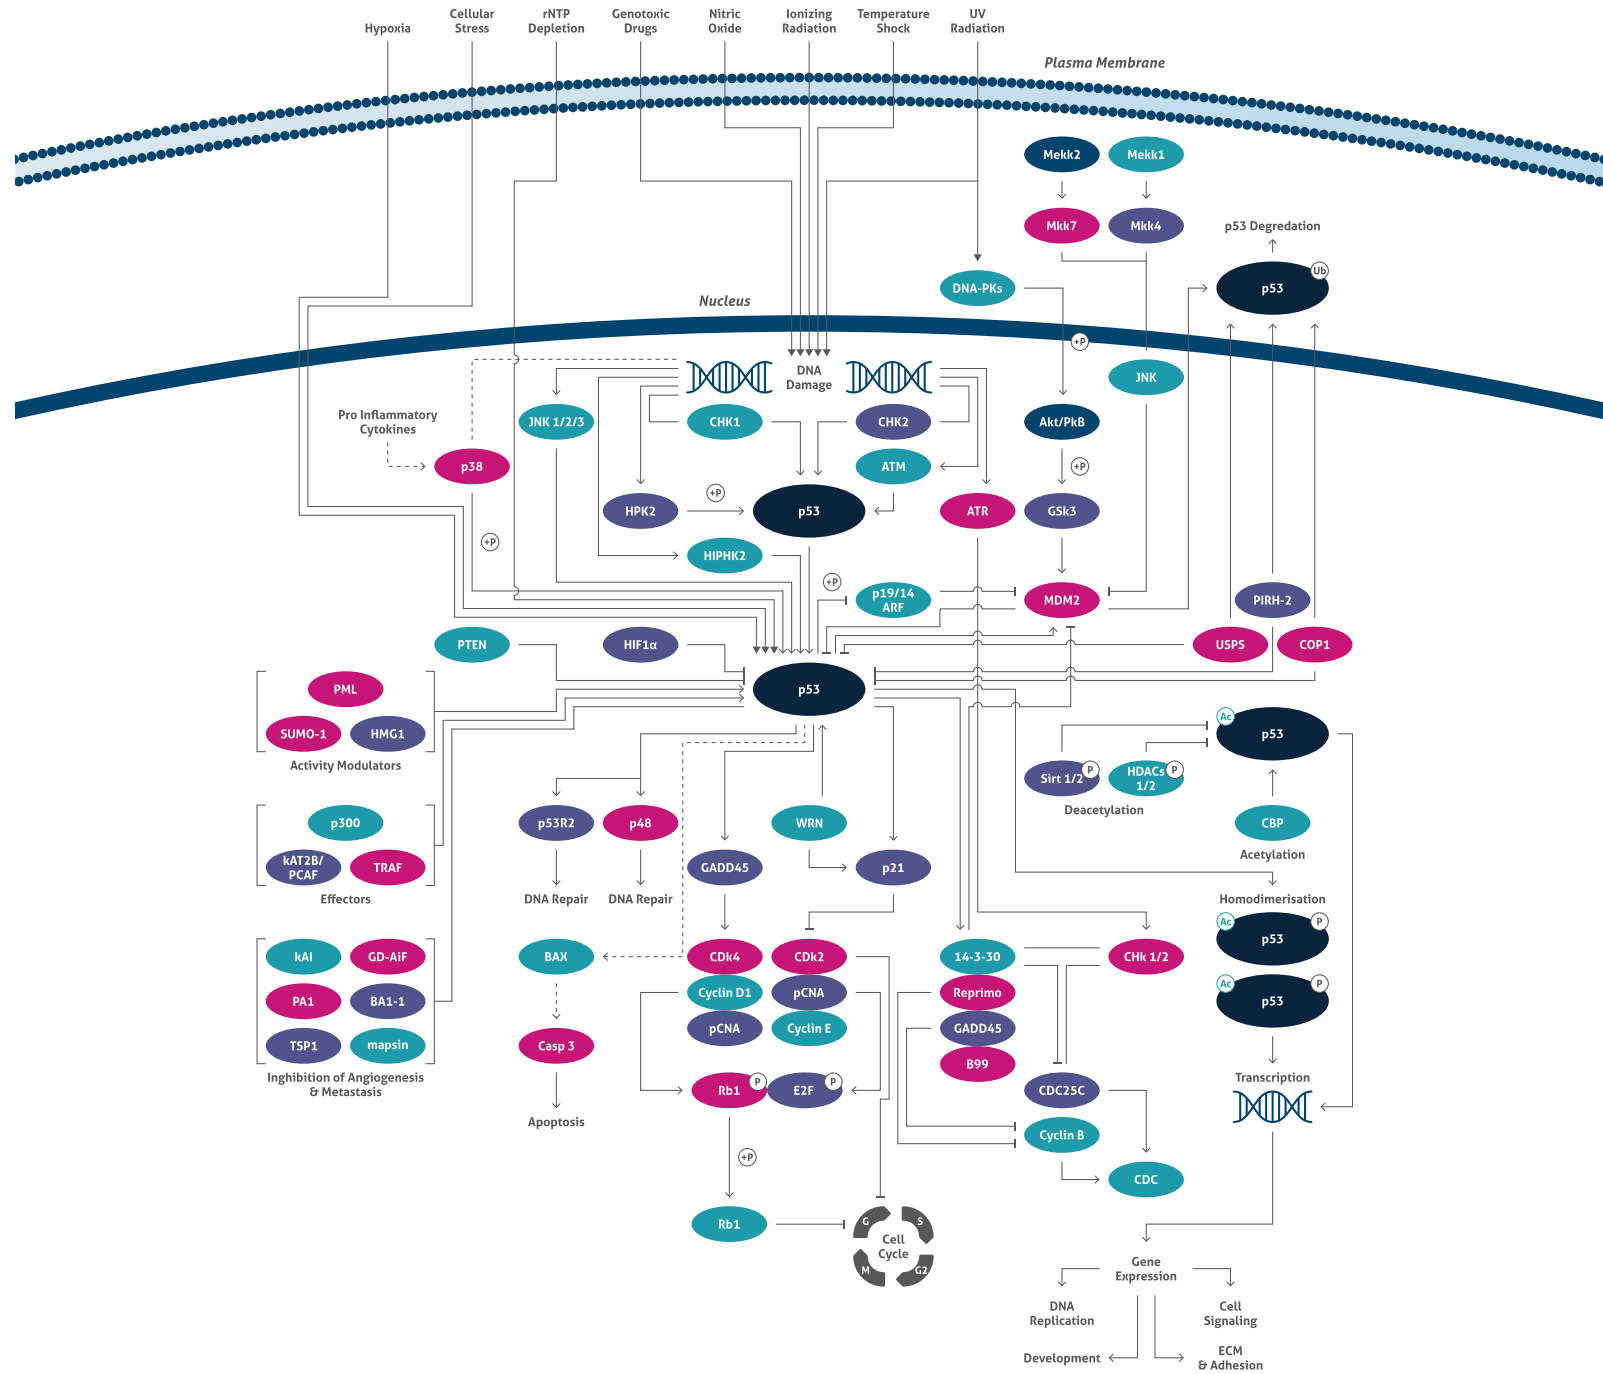 Hypoxia
Cellular
Stress
rNTP
Depletion
Genotoxic
Drugs
Nitric
Oxide
Ionizing
Radiation
Temperature
Shock
UV
Radiation
Plasma Membrane
Mekk2
Mekk1
Mkk7
Mkk4
p53 Degredation
Ub
p53
DNA-PKs
Nucleus
+P
DNA
Damage
JNK
Pro Inflammatory
Cytokines
JNK 1/2/3
CHK1
CHK2
Akt/PkB
p38
ATM
+P
+P
HPK2
p53
ATR
GSk3
+P
HIPHK2
+P
p19/14
ARF
MDM2
PIRH-2
PTEN
HIF1α
USPS
COP1
p53
PML
SUMO-1
HMG1
Activity Modulators
Ac
p53
Sirt 1/2
P
HDACs
1/2
P
Deacetylation
CBP
Acetylation
p300
kAT2B/
PCAF
TRAF
Effectors
p53R2
p48
WRN
GADD45
p21
DNA Repair
DNA Repair
Homodimerisation
Ac
P
p53
Ac
P
p53
kAI
GD-AiF
PA1
BA1-1
TSP1
mapsin
Inghibition of Angiogenesis
& Metastasis
BAX
CDk4
CDk2
14-3-30
CHk 1/2
Cyclin D1
pCNA
Reprimo
pCNA
Cyclin E
GADD45
Casp 3
B99
Transcription
Rb1
P
E2F
P
CDC25C
Apoptosis
Cyclin B
+P
CDC
Rb1
G
S
Cell
Cycle
M
G2
Gene
Expression
DNA
Replication
Cell
Signaling
Development
ECM
& Adhesion